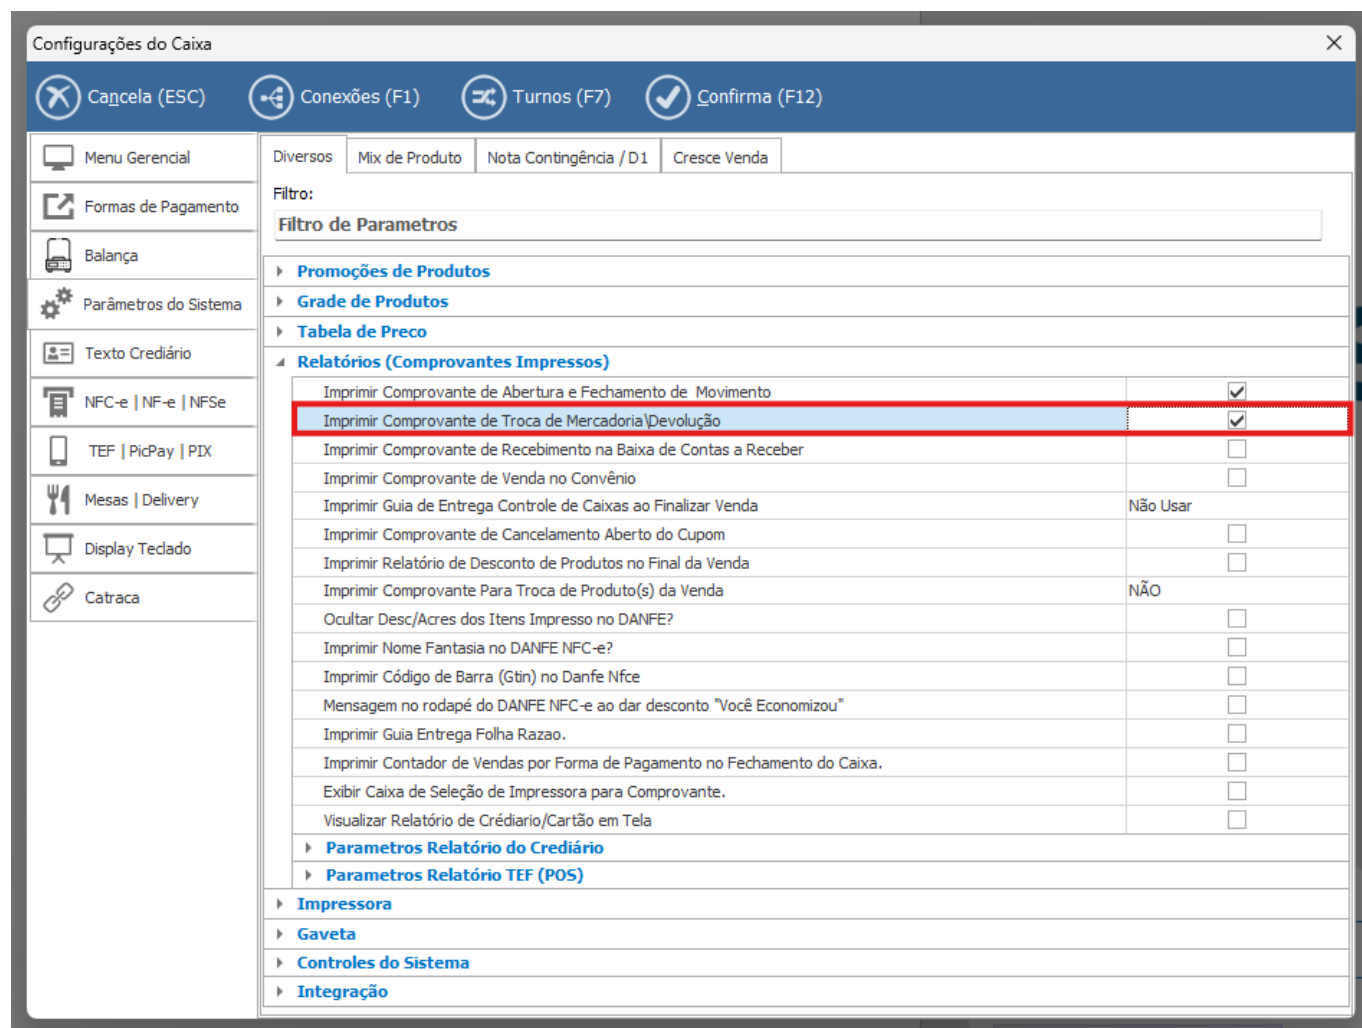 Configurações do Caixa
Cancela (ESC)
Conexões (F1)
Turnos (F7)
Confirma (F12)
Menu Gerencial
Formas de Pagamento
Balança
Parâmetros do Sistema
Texto Crediário
NFC-e | NF-e | NFSe
TEF | PicPay | PIX
Mesas | Delivery
Display Teclado
Catraca
Diversos
Mix de Produto
Nota Contingência / D1
Cresce Venda
Filtro:
Filtro de Parametros
Promoções de Produtos
Grade de Produtos
Tabela de Preco
Relatórios (Comprovantes Impressos)
Imprimir Comprovante de Abertura e Fechamento de  Movimento
Imprimir Comprovante de Troca de Mercadoria\Devolução
Imprimir Comprovante de Recebimento na Baixa de Contas a Receber
Imprimir Comprovante de Venda no Convênio
Imprimir Guia de Entrega Controle de Caixas ao Finalizar Venda Não Usar
Imprimir Comprovante de Cancelamento Aberto do Cupom
Imprimir Relatório de Desconto de Produtos no Final da Venda
Imprimir Comprovante Para Troca de Produto(s) da Venda NÃO
Ocultar Desc/Acres dos Itens Impresso no DANFE?
Imprimir Nome Fantasia no DANFE NFC-e?
Imprimir Código de Barra (Gtin) no Danfe Nfce
Mensagem no rodapé do DANFE NFC-e ao dar desconto "Você Economizou"
Imprimir Guia Entrega Folha Razao.
Imprimir Contador de Vendas por Forma de Pagamento no Fechamento do Caixa.
Exibir Caixa de Seleção de Impressora para Comprovante.
Visualizar Relatório de Crédiario/Cartão em Tela
Parametros Relatório do Crediário
Parametros Relatório TEF (POS)
Impressora
Gaveta
Controles do Sistema
Integração